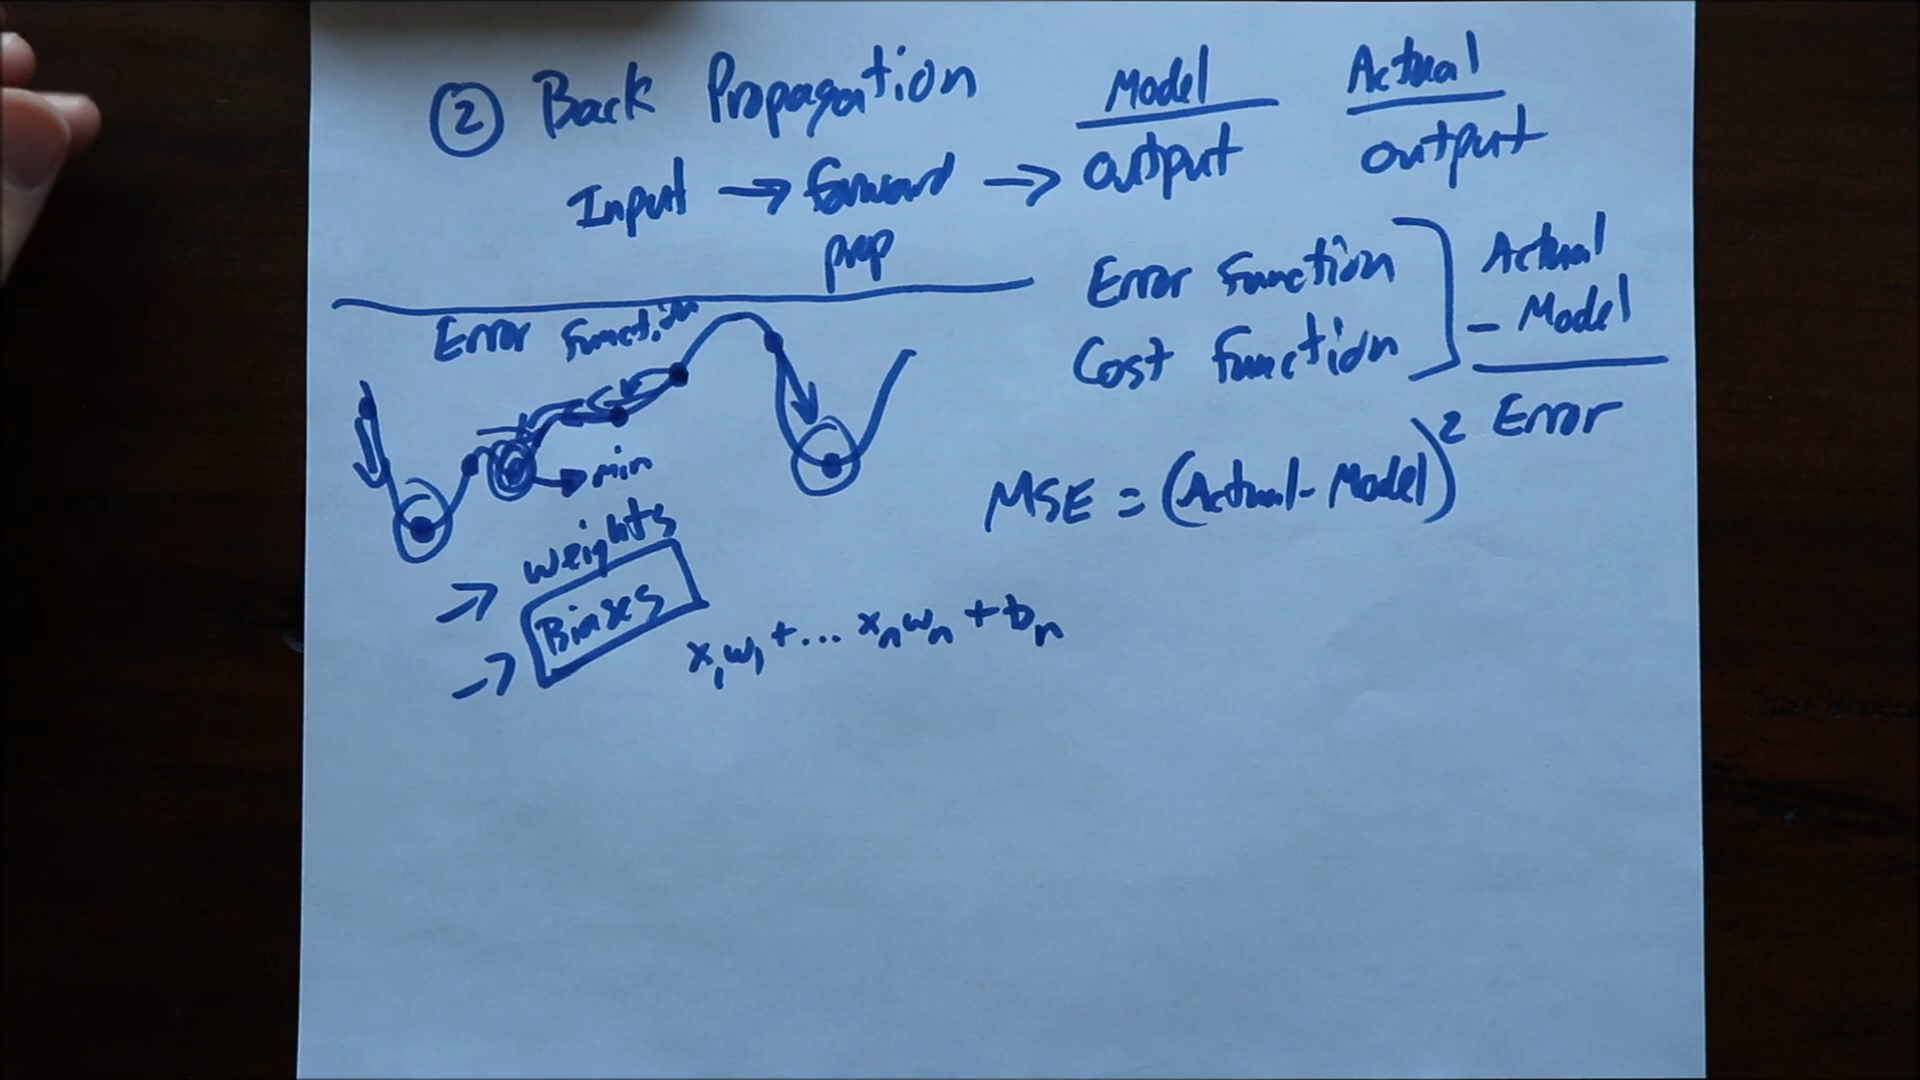 ② Back Propagation
Input → forward prop → Model output
Actual output
Error Function
Cost Function
Actual
- Model
Error
MSE = (Actual - Model)²
Error Function
→ min
→ weights
→ Biases
x₁w₁ + ... xₙwₙ + bₙ